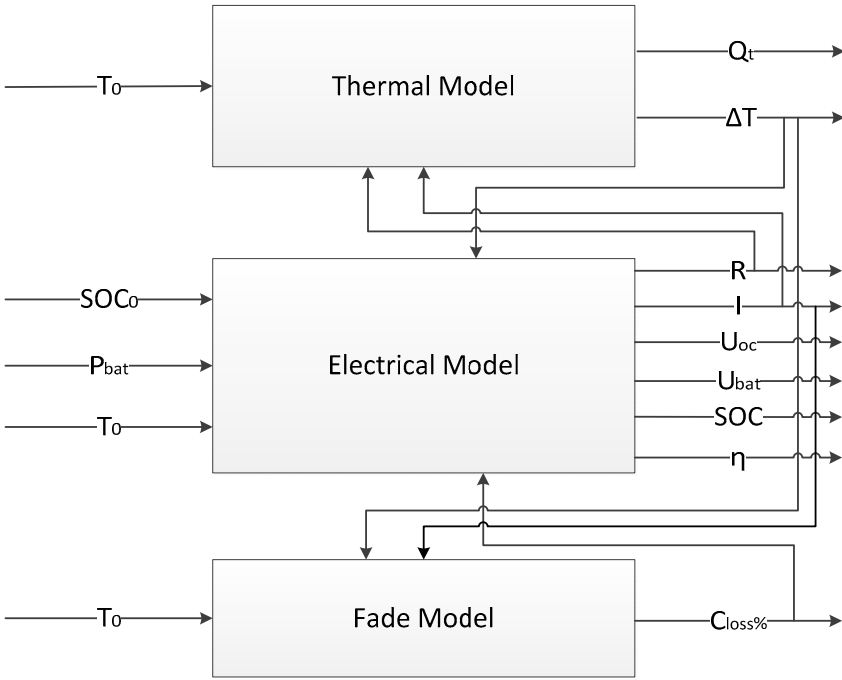 T0
Thermal Model
Qt
ΔT
SOC0
Pbat
T0
Electrical Model
R
I
Uoc
Ubat
SOC
η
T0
Fade Model
Closs%